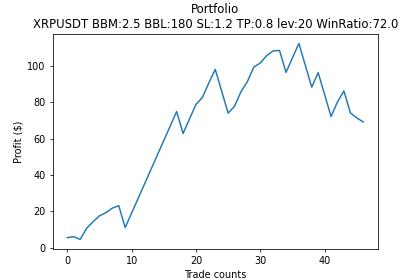 Portfolio
XRPUSDT BBM:2.5 BBL:180 SL:1.2 TP:0.8 lev:20 WinRatio:72.0
100
80
60
40
20
0
Profit ($)
0 10 20 30 40
Trade counts